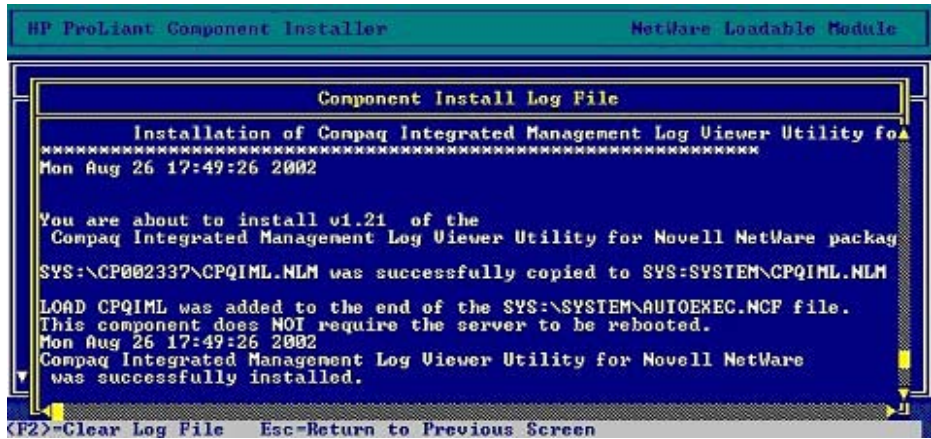 HP ProLiant Component Installer NetWare Loadable Module
Component Install Log File
Installation of Compaq Integrated Management Log Viewer Utility fo
*****************************************************************
Mon Aug 26 17:49:26 2002
You are about to install v1.21 of the
Compaq Integrated Management Log Viewer Utility for Novell NetWare packag
SYS:\CP002337\CPQIML.NLM was successfully copied to SYS:SYSTEM\CPQIML.NLM
LOAD CPQIML was added to the end of the SYS:\SYSTEM\AUTOEXEC.NCF file.
This component does NOT require the server to be rebooted.
Mon Aug 26 17:49:26 2002
Compaq Integrated Management Log Viewer Utility for Novell NetWare
was successfully installed.
<F2>=Clear Log File Esc=Return to Previous Screen